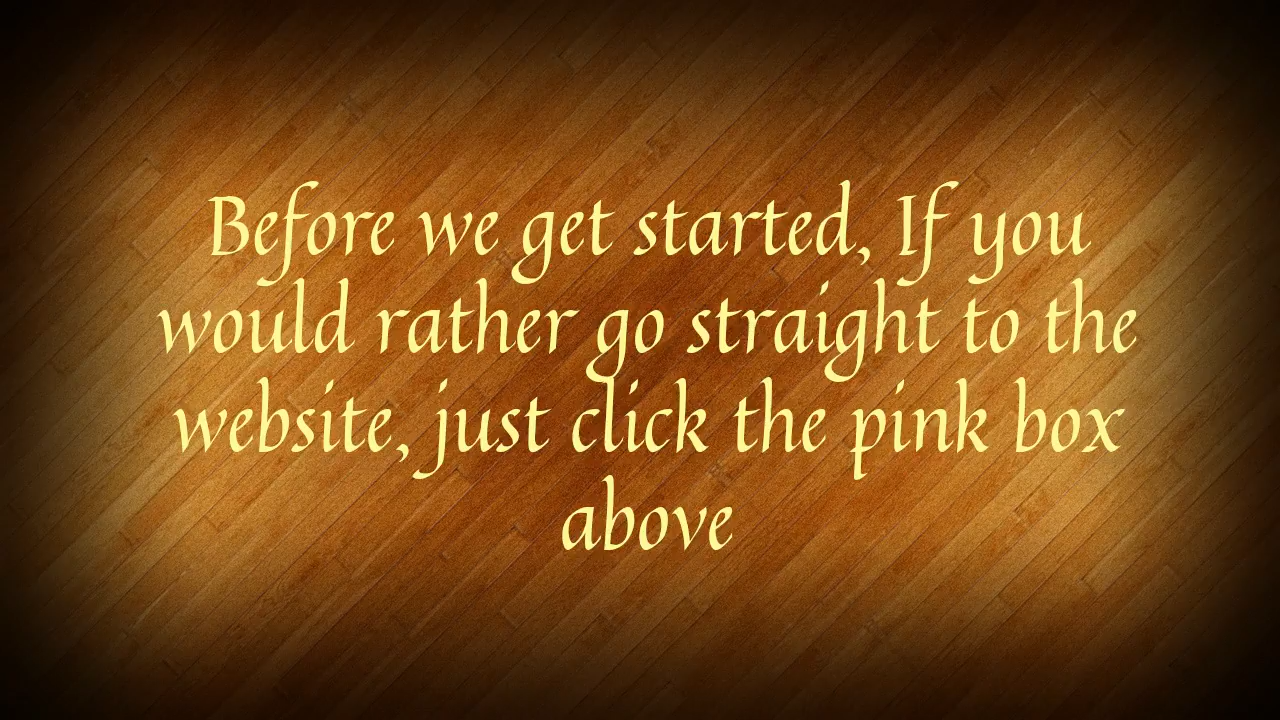 Before we get started, If you
would rather go straight to the
website, just click the pink box
above